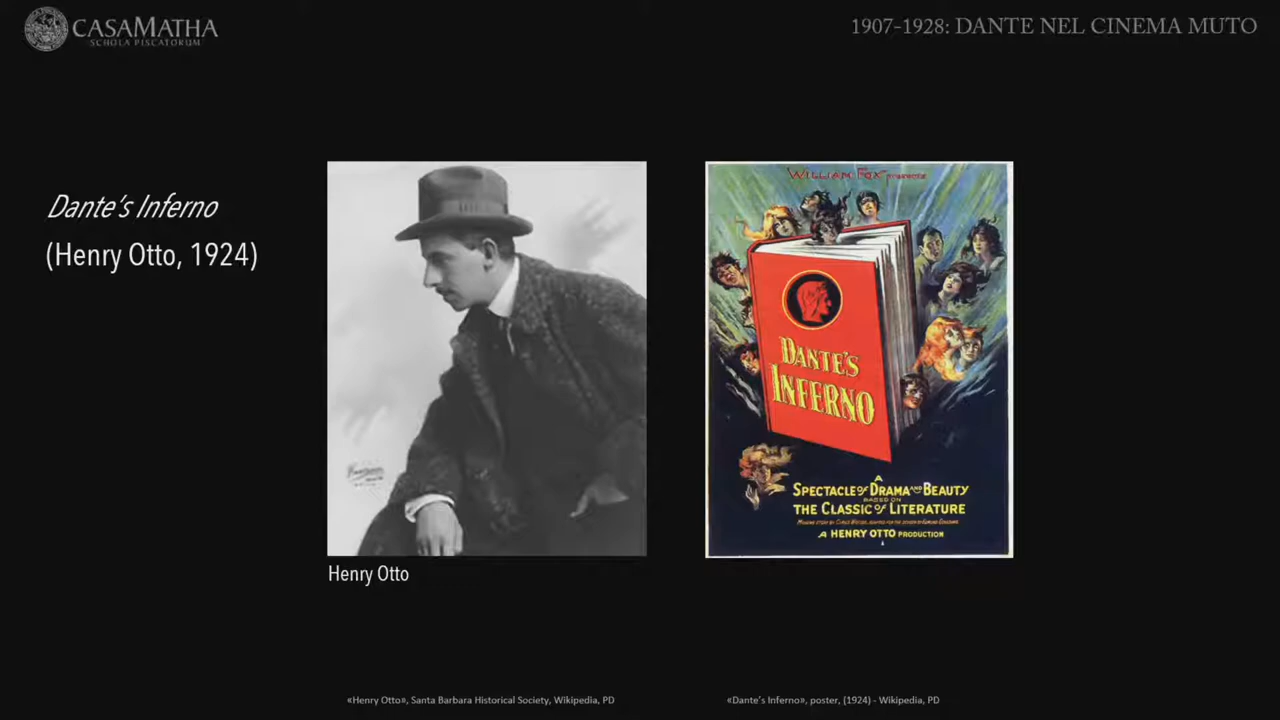 CASAMATHA
SCHOLA PISCATORUM
1907-1928: DANTE NEL CINEMA MUTO
Dante's Inferno
(Henry Otto, 1924)
WILLIAM FOX PRESENTS
DANTE'S
INFERNO
A
SPECTACLE OF DRAMA AND BEAUTY
BASED ON
THE CLASSIC OF LITERATURE
A HENRY OTTO PRODUCTION
Henry Otto
«Henry Otto», Santa Barbara Historical Society, Wikipedia, PD
«Dante's Inferno», poster, (1924) - Wikipedia, PD